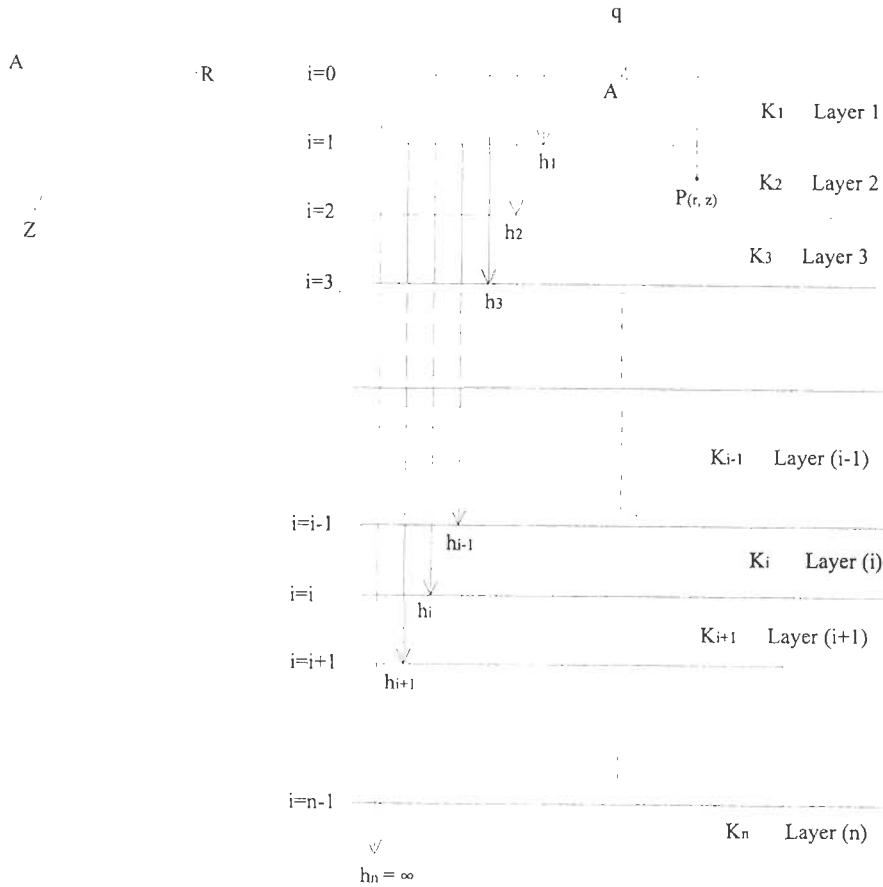 q
A R i=0
A
K1 Layer 1
i=1
h1
K2 Layer 2
P(r, z)
i=2
Z
h2
K3 Layer 3
i=3
h3
Ki-1 Layer (i-1)
i=i-1
hi-1
Ki Layer (i)
i=i
hi
Ki+1 Layer (i+1)
i=i+1
hi+1
i=n-1
Kn Layer (n)
hn = ∞